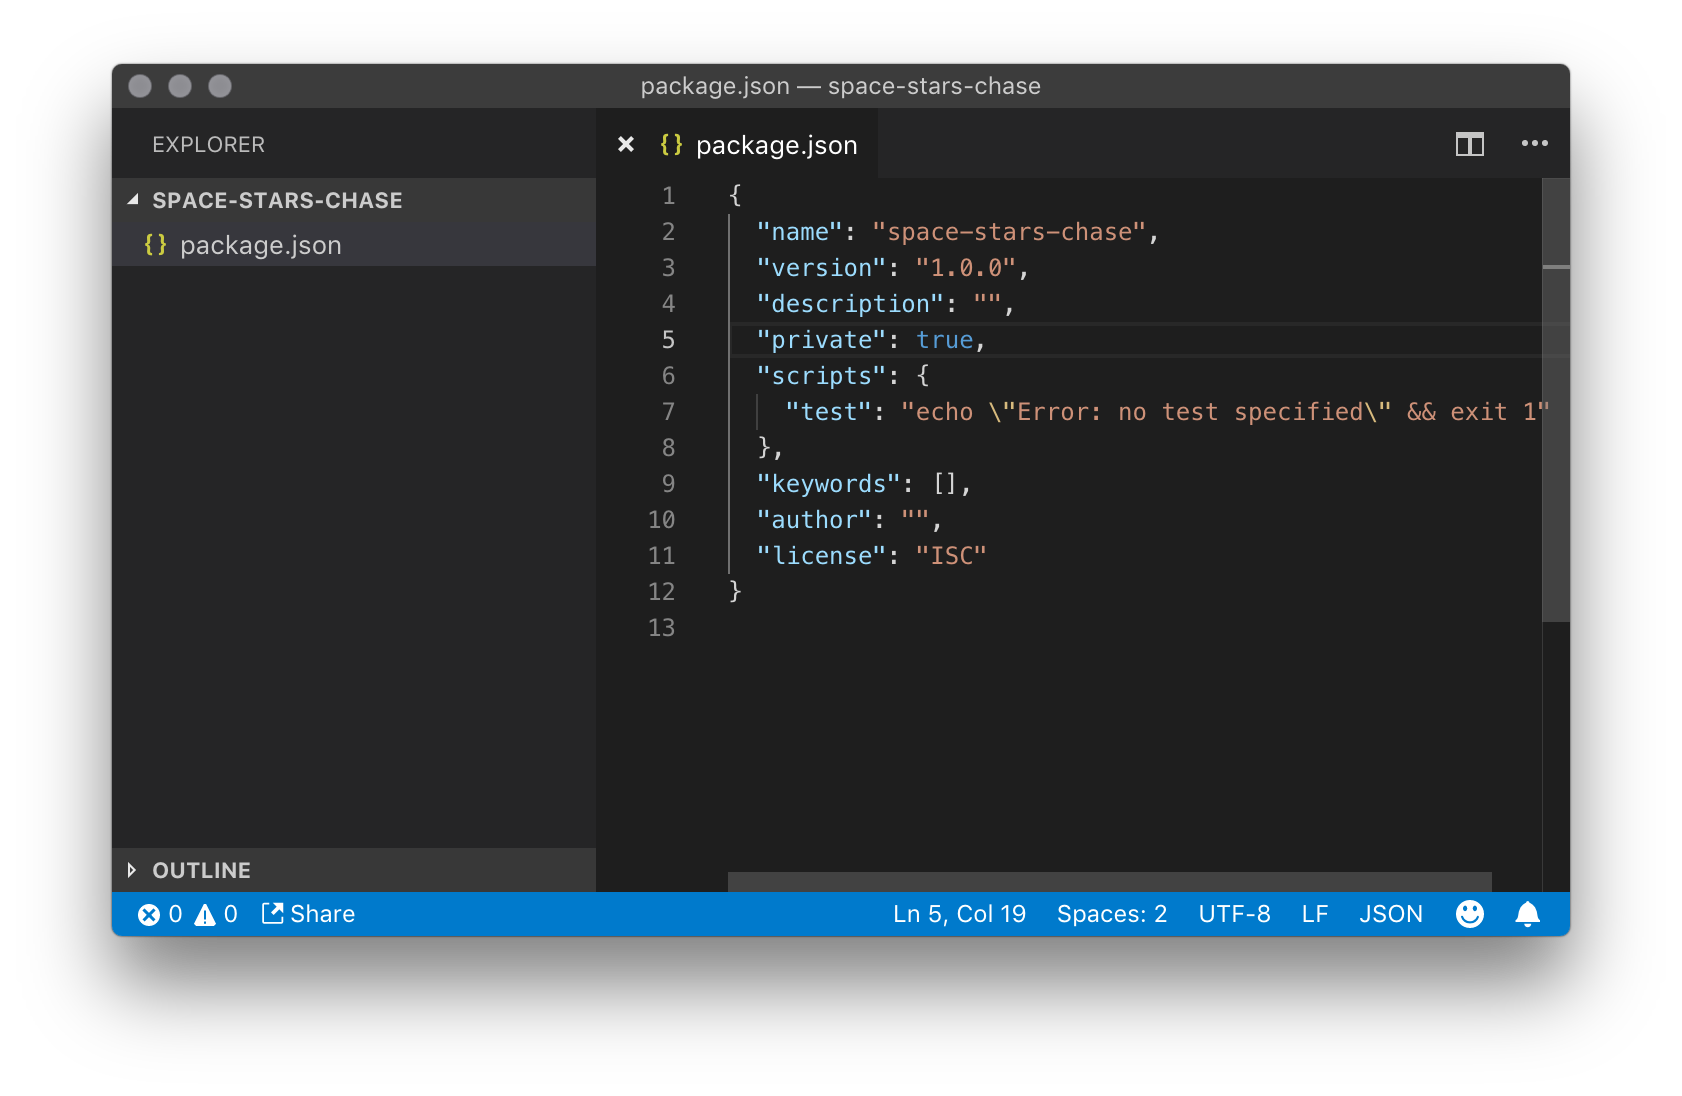 package.json — space-stars-chase
EXPLORER
SPACE-STARS-CHASE
{} package.json
{} package.json
1 {
2 "name": "space-stars-chase",
3 "version": "1.0.0",
4 "description": "",
5 "private": true,
6 "scripts": {
7 "test": "echo \"Error: no test specified\" && exit 1"
8 },
9 "keywords": [],
10 "author": "",
11 "license": "ISC"
12 }
13
OUTLINE
0 0 Share Ln 5, Col 19 Spaces: 2 UTF-8 LF JSON